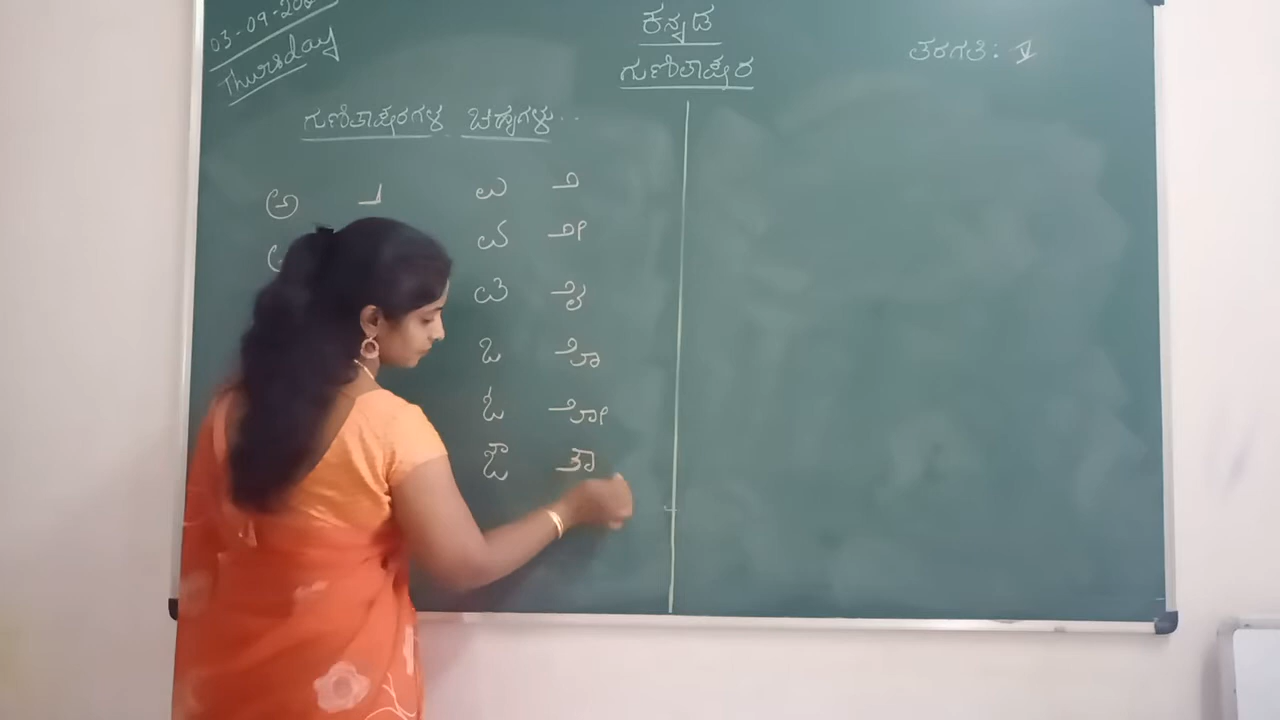 03-09-20
Thursday
ಕನ್ನಡ
ಗುಣಿತಾಕ್ಷರ
ತರಗತಿ: V
ಗುಣಿತಾಕ್ಷರಗಳ ಚಿಹ್ನೆಗಳು..
ಅ
ಎ ೆ
ಏ ೇ
ಐ ೈ
ಒ ೊ
ಓ ೋ
ಔ